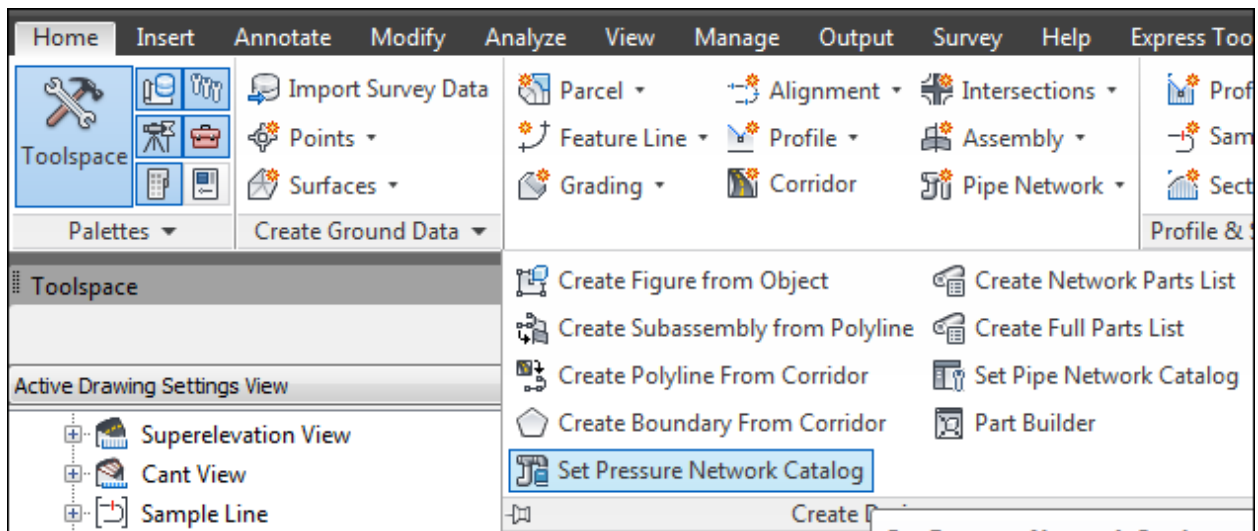 Home Insert Annotate Modify Analyze View Manage Output Survey Help Express
Toolspace
Import Survey Data
Points
Surfaces
Palettes
Create Ground Data
Parcel
Feature Line
Grading
Alignment
Profile
Corridor
Intersections
Assembly
Pipe Network
Profile &
Create Figure from Object
Create Subassembly from Polyline
Create Polyline From Corridor
Create Boundary From Corridor
Set Pressure Network Catalog
Create Network Parts List
Create Full Parts List
Set Pipe Network Catalog
Part Builder
Create
Toolspace
Active Drawing Settings View
Superelevation View
Cant View
Sample Line